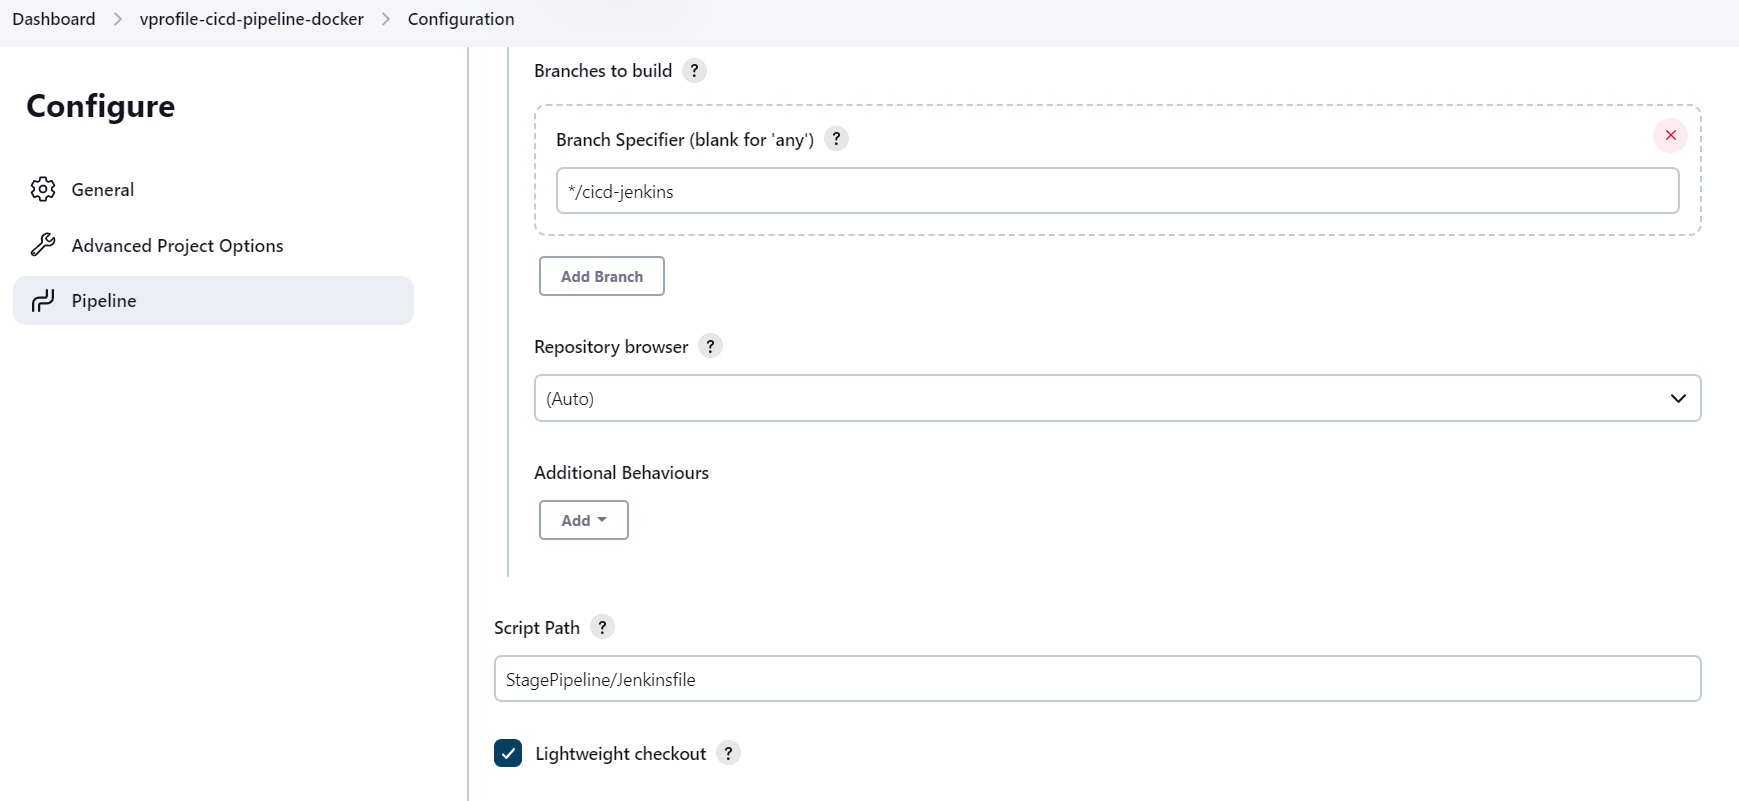 Dashboard > vprofile-cicd-pipeline-docker > Configuration
Configure
General
Advanced Project Options
Pipeline
Branches to build ?
Branch Specifier (blank for 'any') ?
*/cicd-jenkins
Add Branch
Repository browser ?
(Auto)
Additional Behaviours
Add
Script Path ?
StagePipeline/Jenkinsfile
Lightweight checkout ?